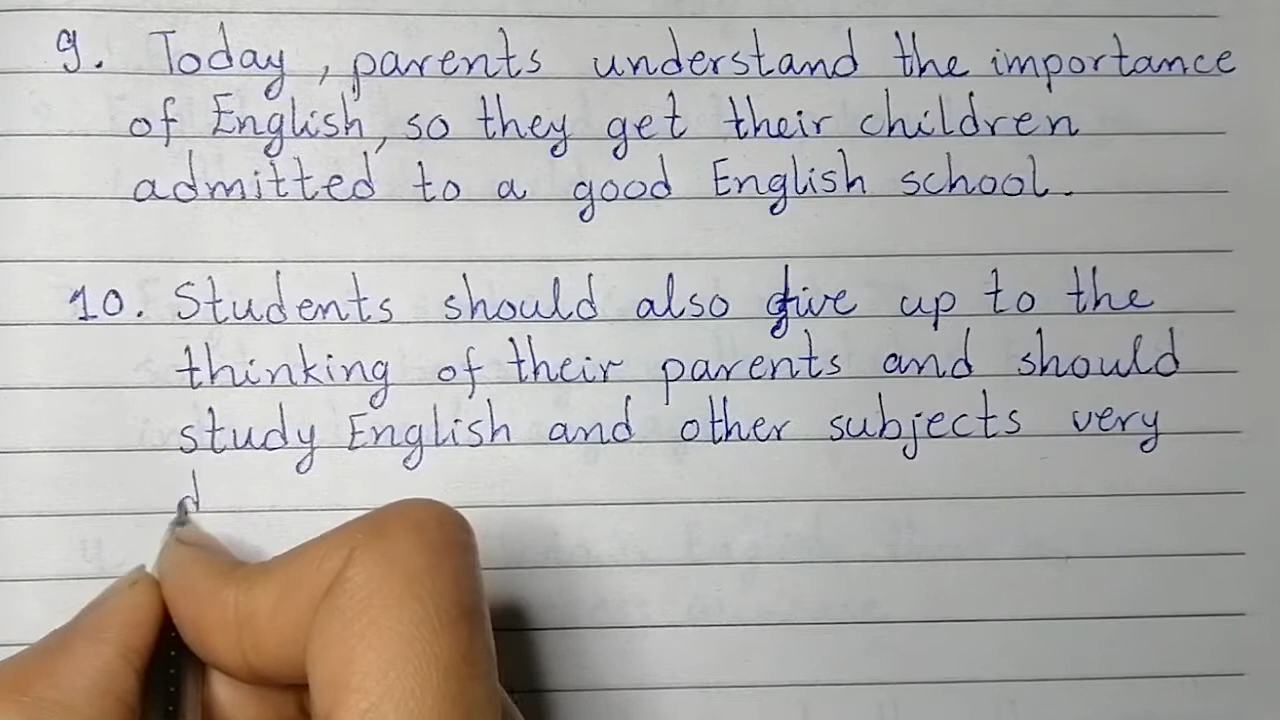 9. Today, parents understand the importance
of English, so they get their children
admitted to a good English school.
10. Students should also give up to the
thinking of their parents and should
study English and other subjects very
d